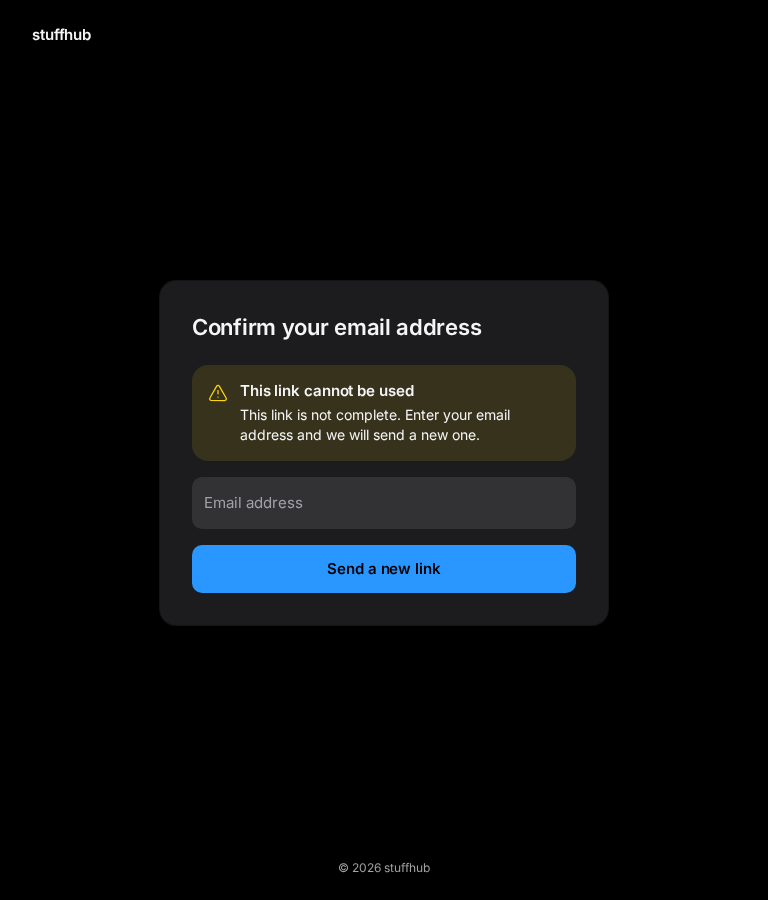 stuffhub
Confirm your email address
This link cannot be used
This link is not complete. Enter your email
address and we will send a new one.
Email address
Send a new link
© 2026 stuffhub